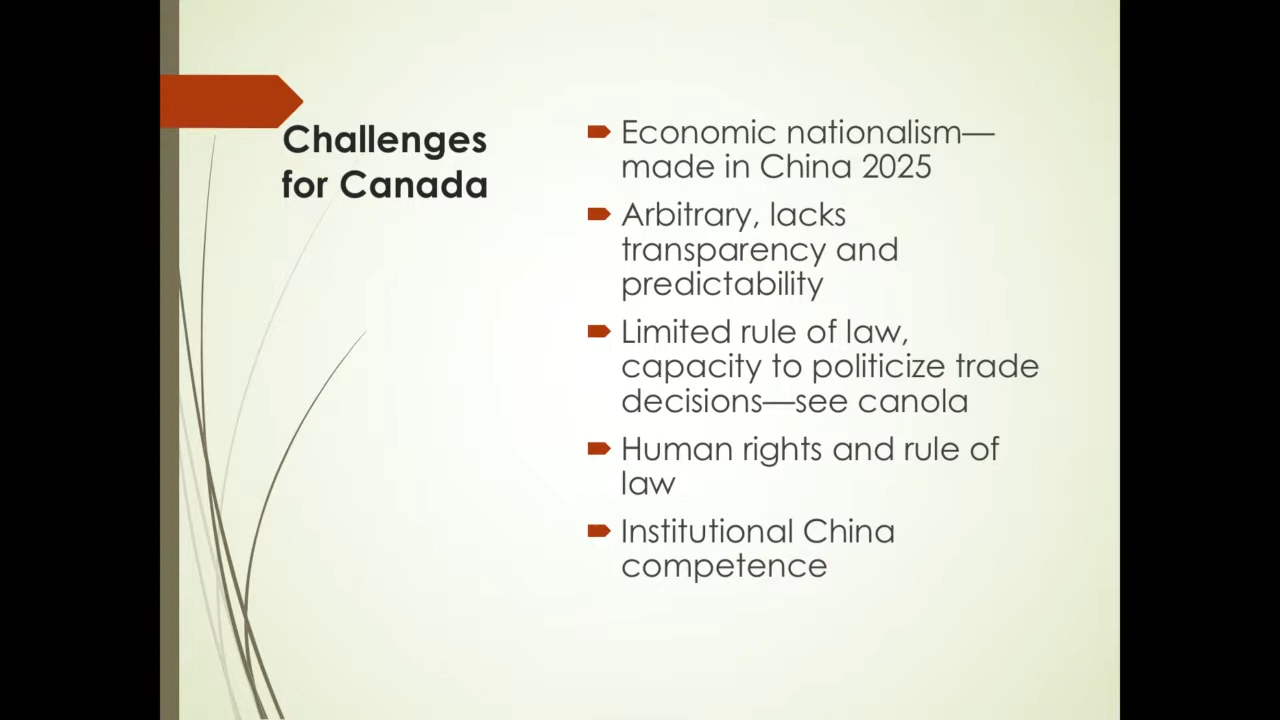 Challenges
for Canada
Economic nationalism—
made in China 2025
Arbitrary, lacks
transparency and
predictability
Limited rule of law,
capacity to politicize trade
decisions—see canola
Human rights and rule of
law
Institutional China
competence